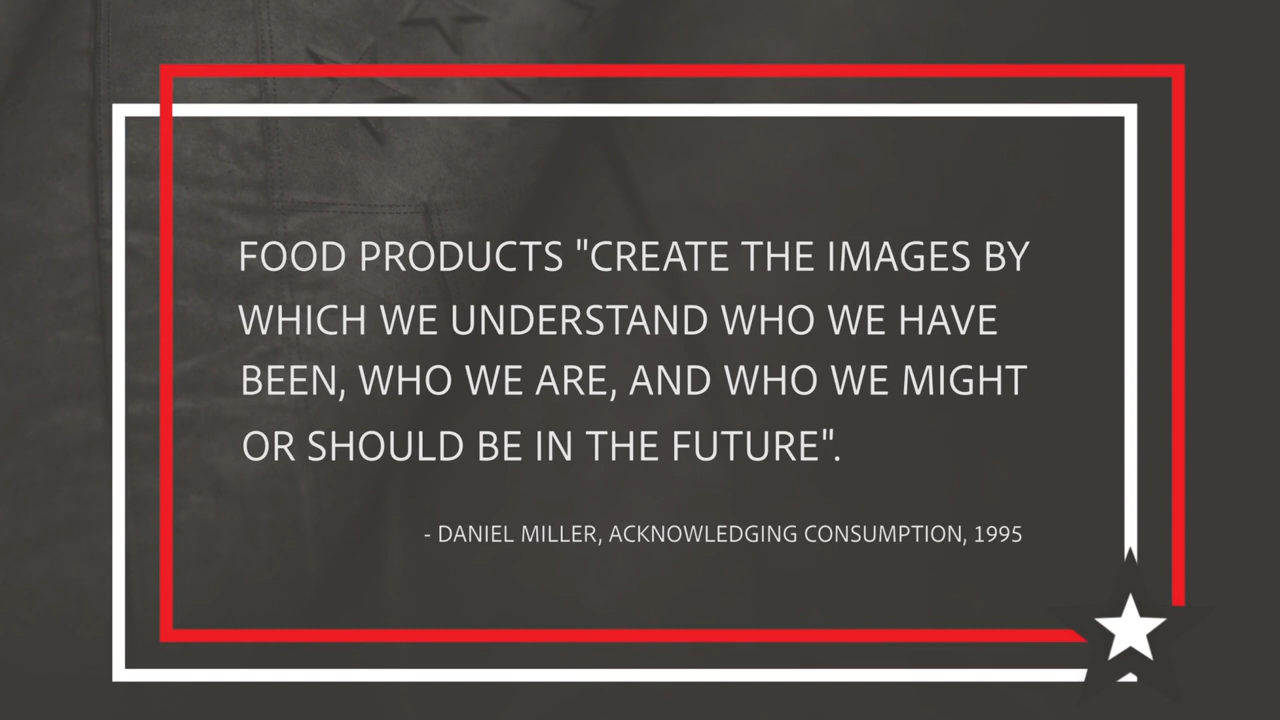 FOOD PRODUCTS "CREATE THE IMAGES BY
WHICH WE UNDERSTAND WHO WE HAVE
BEEN, WHO WE ARE, AND WHO WE MIGHT
OR SHOULD BE IN THE FUTURE".
- DANIEL MILLER, ACKNOWLEDGING CONSUMPTION, 1995